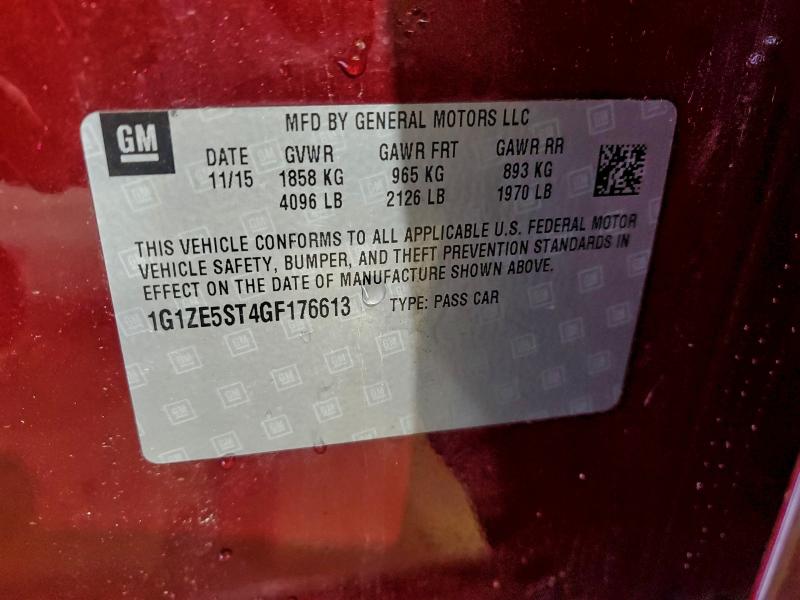 GM
MFD BY GENERAL MOTORS LLC
DATE GVWR GAWR FRT GAWR RR
11/15 1858 KG 965 KG 893 KG
4096 LB 2126 LB 1970 LB
THIS VEHICLE CONFORMS TO ALL APPLICABLE U.S. FEDERAL MOTOR
VEHICLE SAFETY, BUMPER, AND THEFT PREVENTION STANDARDS IN
EFFECT ON THE DATE OF MANUFACTURE SHOWN ABOVE.
1G1ZE5ST4GF176613 TYPE: PASS CAR